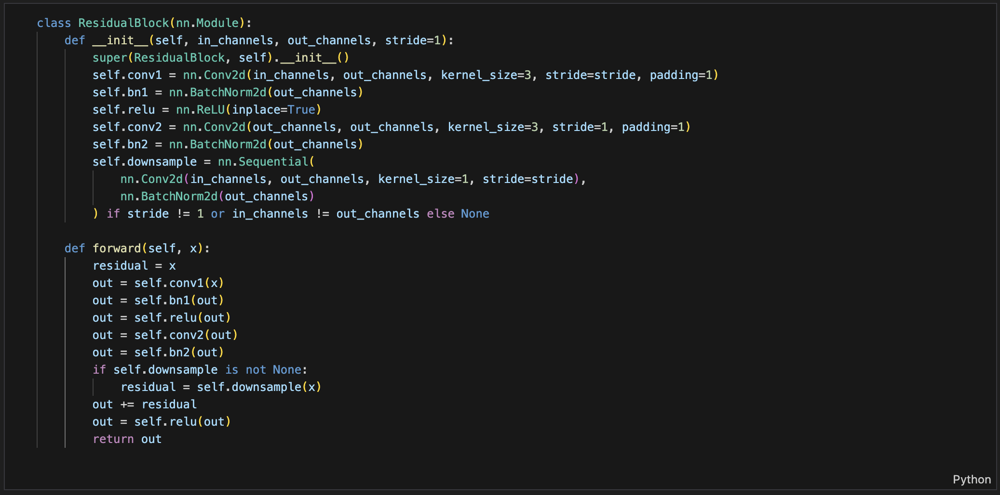 class ResidualBlock(nn.Module):
    def __init__(self, in_channels, out_channels, stride=1):
        super(ResidualBlock, self).__init__()
        self.conv1 = nn.Conv2d(in_channels, out_channels, kernel_size=3, stride=stride, padding=1)
        self.bn1 = nn.BatchNorm2d(out_channels)
        self.relu = nn.ReLU(inplace=True)
        self.conv2 = nn.Conv2d(out_channels, out_channels, kernel_size=3, stride=1, padding=1)
        self.bn2 = nn.BatchNorm2d(out_channels)
        self.downsample = nn.Sequential(
            nn.Conv2d(in_channels, out_channels, kernel_size=1, stride=stride),
            nn.BatchNorm2d(out_channels)
        ) if stride != 1 or in_channels != out_channels else None

    def forward(self, x):
        residual = x
        out = self.conv1(x)
        out = self.bn1(out)
        out = self.relu(out)
        out = self.conv2(out)
        out = self.bn2(out)
        if self.downsample is not None:
            residual = self.downsample(x)
        out += residual
        out = self.relu(out)
        return out
Python